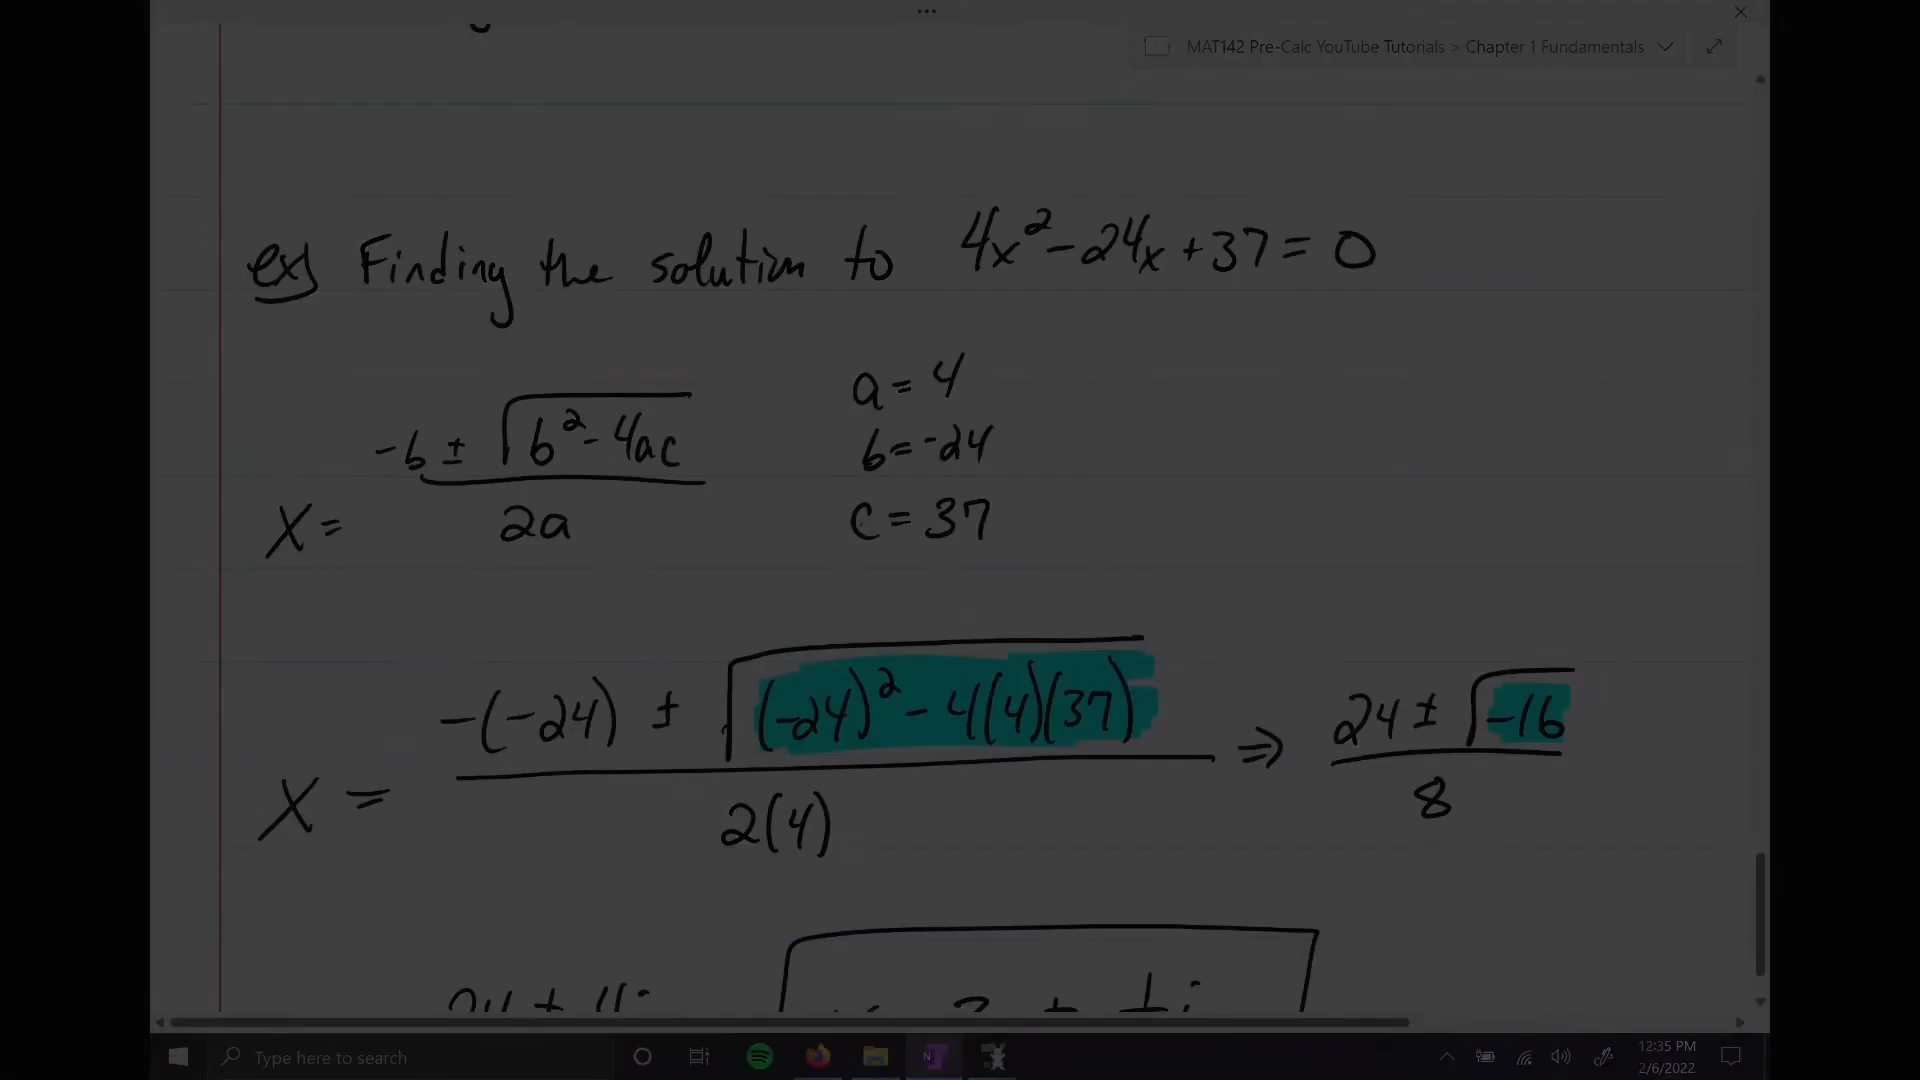 MAT142 Pre-Calc YouTube Tutorials > Chapter 1 Fundamentals
ex) Finding the solution to 4x² - 24x + 37 = 0
x = (-b ± √(b² - 4ac)) / 2a
a = 4
b = -24
c = 37
x = (-(-24) ± √((-24)² - 4(4)(37))) / 2(4) ⇒ (24 ± √-16) / 8
24 ± 4i
Type here to search
12:35 PM
2/6/2022